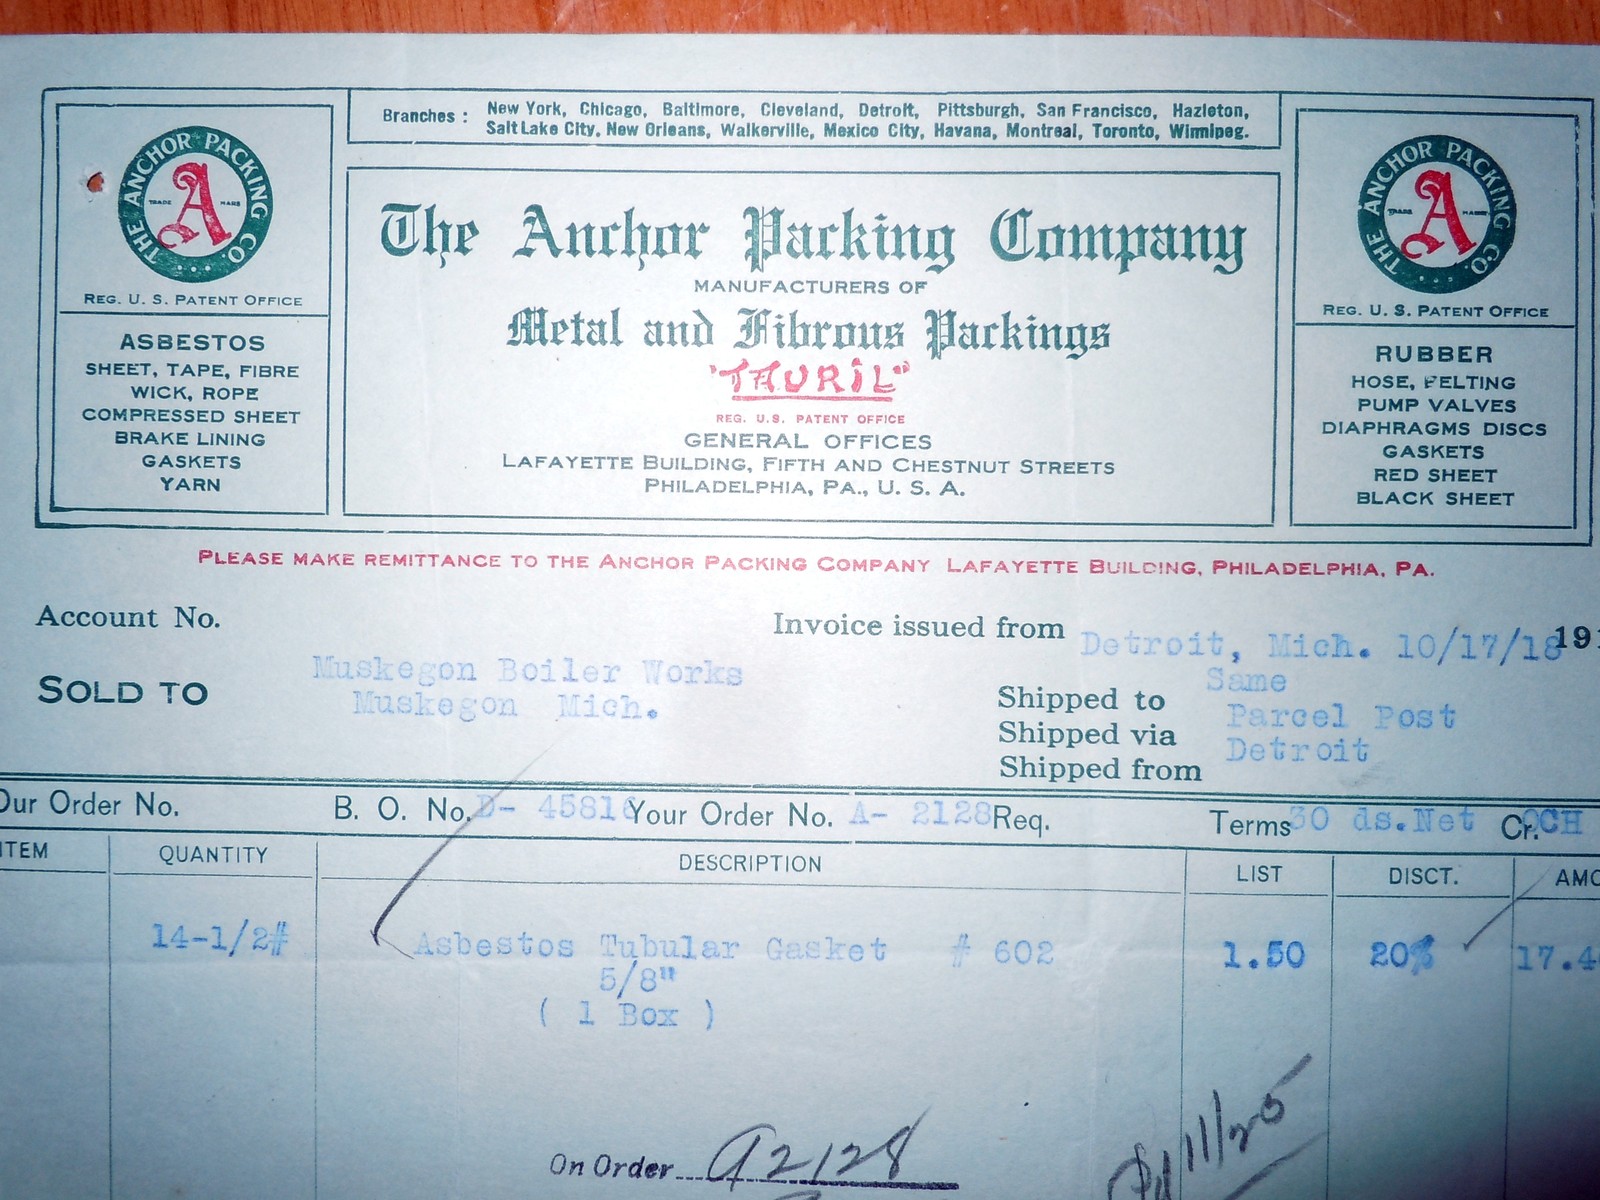 Branches : New York, Chicago, Baltimore, Cleveland, Detroit, Pittsburgh, San Francisco, Hazleton,
Salt Lake City, New Orleans, Walkerville, Mexico City, Havana, Montreal, Toronto, Winnipeg.
THE ANCHOR PACKING CO.
TRADE A MARK
REG. U. S. PATENT OFFICE
ASBESTOS
SHEET, TAPE, FIBRE
WICK, ROPE
COMPRESSED SHEET
BRAKE LINING
GASKETS
YARN
The Anchor Packing Company
MANUFACTURERS OF
Metal and Fibrous Packings
"TAURIL"
REG. U.S. PATENT OFFICE
GENERAL OFFICES
LAFAYETTE BUILDING, FIFTH AND CHESTNUT STREETS
PHILADELPHIA, PA., U. S. A.
THE ANCHOR PACKING CO.
TRADE A MARK
REG. U. S. PATENT OFFICE
RUBBER
HOSE, BELTING
PUMP VALVES
DIAPHRAGMS DISCS
GASKETS
RED SHEET
BLACK SHEET
PLEASE MAKE REMITTANCE TO THE ANCHOR PACKING COMPANY LAFAYETTE BUILDING, PHILADELPHIA, PA.
Account No.
Invoice issued from Detroit, Mich. 10/17/18 191
SOLD TO Muskegon Boiler Works
Muskegon Mich.
Shipped to Same
Shipped via Parcel Post
Shipped from Detroit
Our Order No. B. O. No. D- 45816 Your Order No. A- 2128 Req. Terms 30 ds.Net Cr. OCH
ITEM QUANTITY DESCRIPTION LIST DISCT. AMO
14-1/2# Asbestos Tubular Gasket # 602 1.50 20% 17.4
5/8"
( 1 Box )
On Order A2128
Pd 11/25